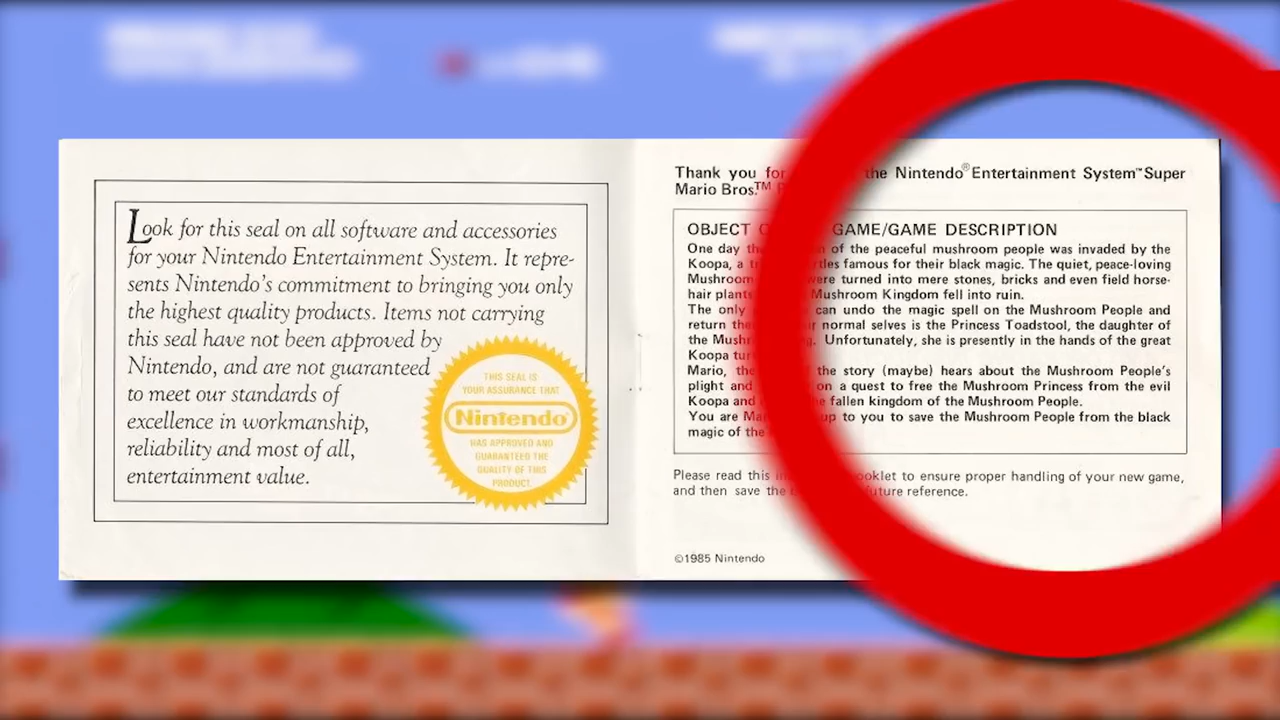 Look for this seal on all software and accessories
for your Nintendo Entertainment System. It repre-
sents Nintendo's commitment to bringing you only
the highest quality products. Items not carrying
this seal have not been approved by
Nintendo, and are not guaranteed
to meet our standards of
excellence in workmanship,
reliability and most of all,
entertainment value.
THIS SEAL IS
YOUR ASSURANCE THAT
Nintendo®
HAS APPROVED AND
GUARANTEED THE
QUALITY OF THIS
PRODUCT.
Thank you for the Nintendo® Entertainment System™ Super
Mario Bros.™
OBJECT GAME/GAME DESCRIPTION
One day of the peaceful mushroom people was invaded by the
Koopa, a famous for their black magic. The quiet, peace-loving
Mushroom were turned into mere stones, bricks and even field horse-
hair plants Mushroom Kingdom fell into ruin.
The only can undo the magic spell on the Mushroom People and
return normal selves is the Princess Toadstool, the daughter of
the Unfortunately, she is presently in the hands of the great
Koopa
Mario, the story (maybe) hears about the Mushroom People's
plight and on a quest to free the Mushroom Princess from the evil
Koopa and fallen kingdom of the Mushroom People.
You are up to you to save the Mushroom People from the black
magic of the
Please read this to ensure proper handling of your new game,
and then save the future reference.
©1985 Nintendo